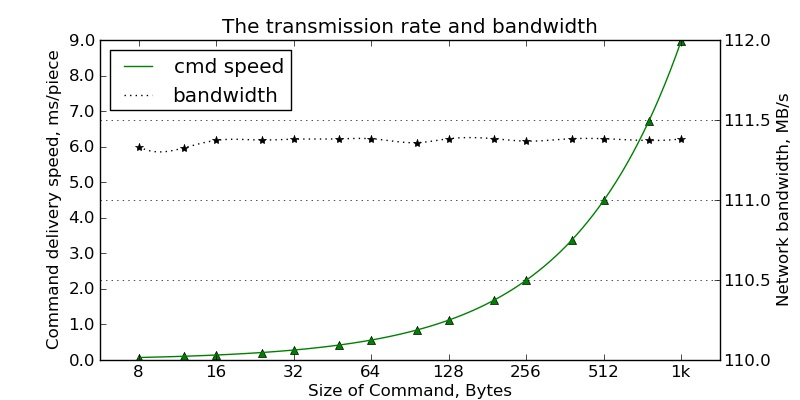 The transmission rate and bandwidth
cmd speed
bandwidth
Command delivery speed, ms/piece
9.0
8.0
7.0
6.0
5.0
4.0
3.0
2.0
1.0
0.0
112.0
111.5
111.0
110.5
110.0
Network bandwidth, MB/s
8 16 32 64 128 256 512 1k
Size of Command, Bytes